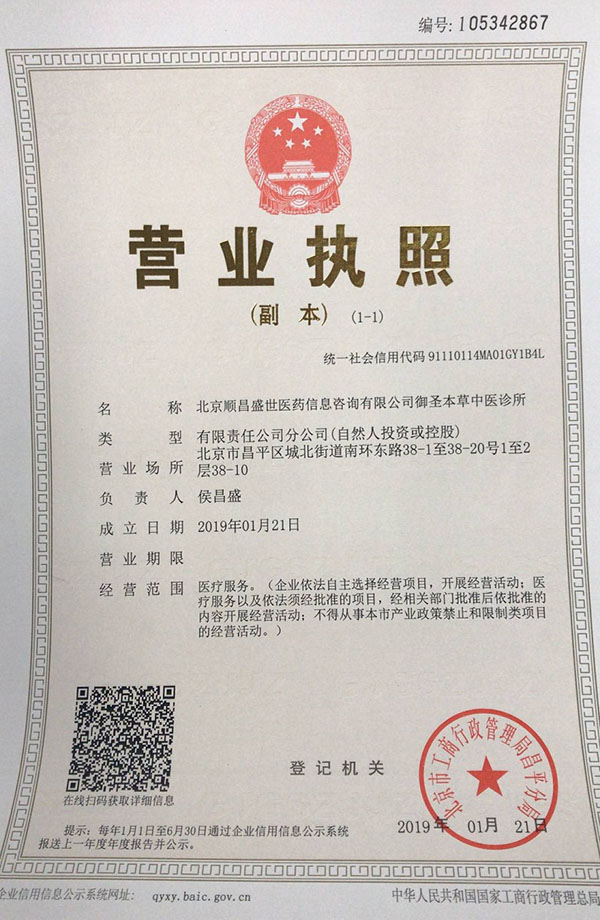 编号: 105342867
营业执照
(副 本) (1-1)
统一社会信用代码 91110114MA01GY1B4L
名 称 北京顺昌盛世医药信息咨询有限公司御圣本草中医诊所
类 型 有限责任公司分公司(自然人投资或控股)
营业场所 北京市昌平区城北街道南环东路38-1至38-20号1至2
层38-10
负 责 人 侯昌盛
成立日期 2019年01月21日
营业期限
经营范围 医疗服务。（企业依法自主选择经营项目，开展经营活动；医
疗服务以及依法须经批准的项目，经相关部门批准后依批准的
内容开展经营活动；不得从事本市产业政策禁止和限制类项目
的经营活动。）
在线扫码获取详细信息
登记机关
北京市工商行政管理局昌平分局
2019 年 01月 21日
提示：每年1月1日至6月30日通过企业信用信息公示系统
报送上一年度年度报告并公示。
企业信用信息公示系统网址： qyxy.baic.gov.cn
中华人民共和国国家工商行政管理总局